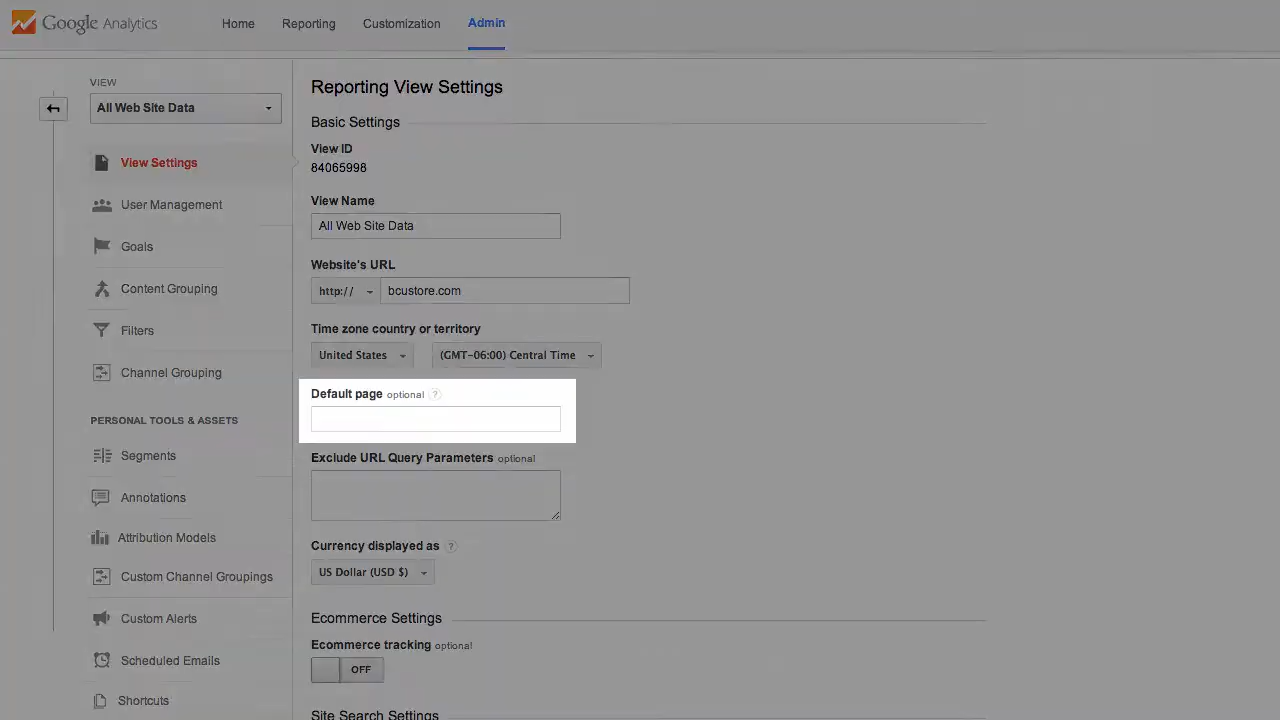 Google Analytics
Home Reporting Customization Admin
VIEW
All Web Site Data
View Settings
User Management
Goals
Content Grouping
Filters
Channel Grouping
PERSONAL TOOLS & ASSETS
Segments
Annotations
Attribution Models
Custom Channel Groupings
Custom Alerts
Scheduled Emails
Shortcuts
Reporting View Settings
Basic Settings
View ID
84065998
View Name
All Web Site Data
Website's URL
http:// bcustore.com
Time zone country or territory
United States (GMT-06:00) Central Time
Default page optional ?
Exclude URL Query Parameters optional
Currency displayed as ?
US Dollar (USD $)
Ecommerce Settings
Ecommerce tracking optional
OFF
Site Search Settings